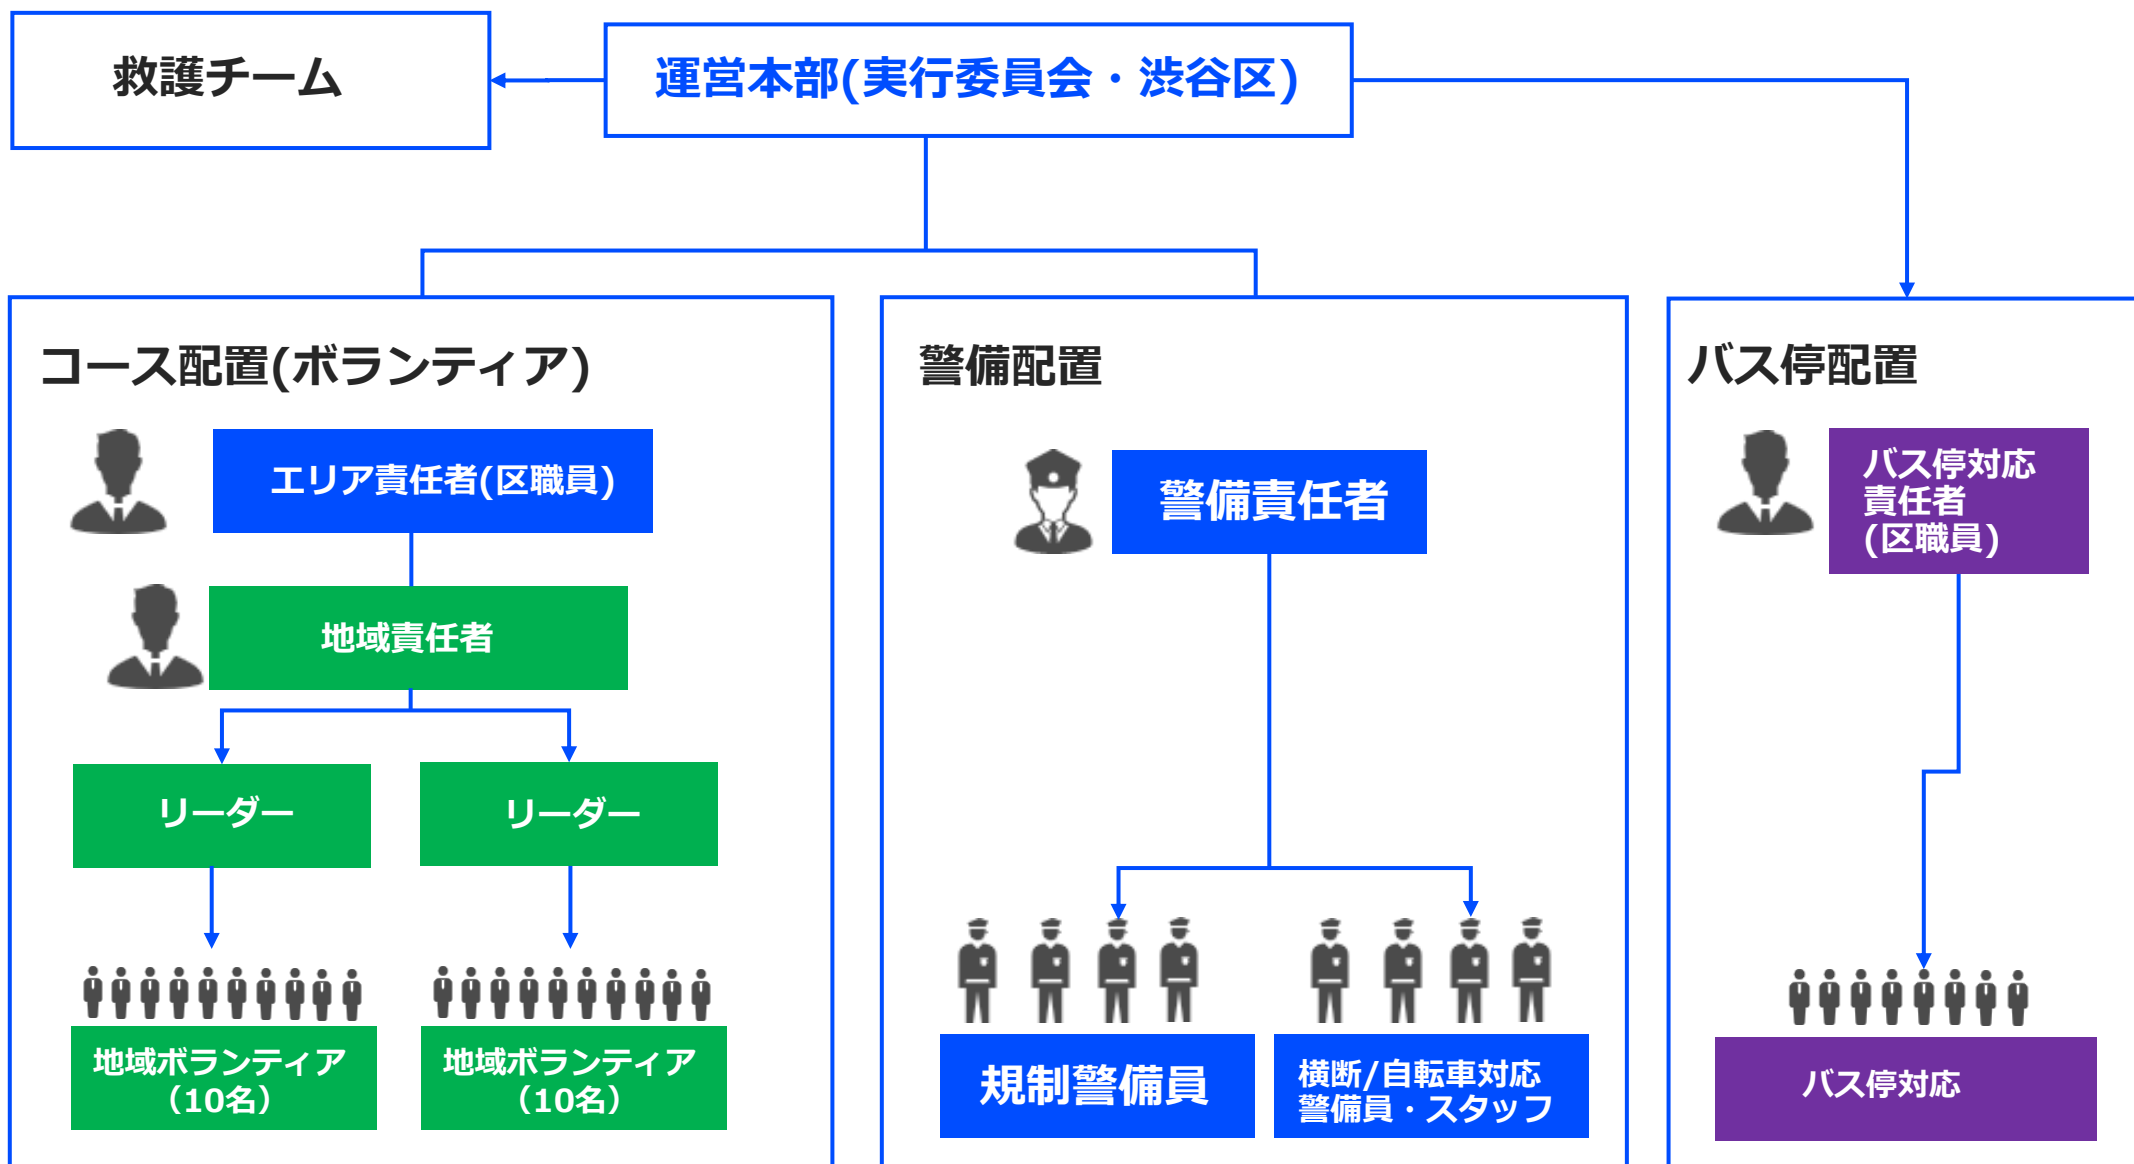 救護チーム
運営本部(実行委員会・渋谷区)
コース配置(ボランティア)
エリア責任者(区職員)
地域責任者
リーダー
リーダー
地域ボランティア
（10名）
地域ボランティア
（10名）
警備配置
警備責任者
規制警備員
横断/自転車対応
警備員・スタッフ
バス停配置
バス停対応
責任者
(区職員)
バス停対応